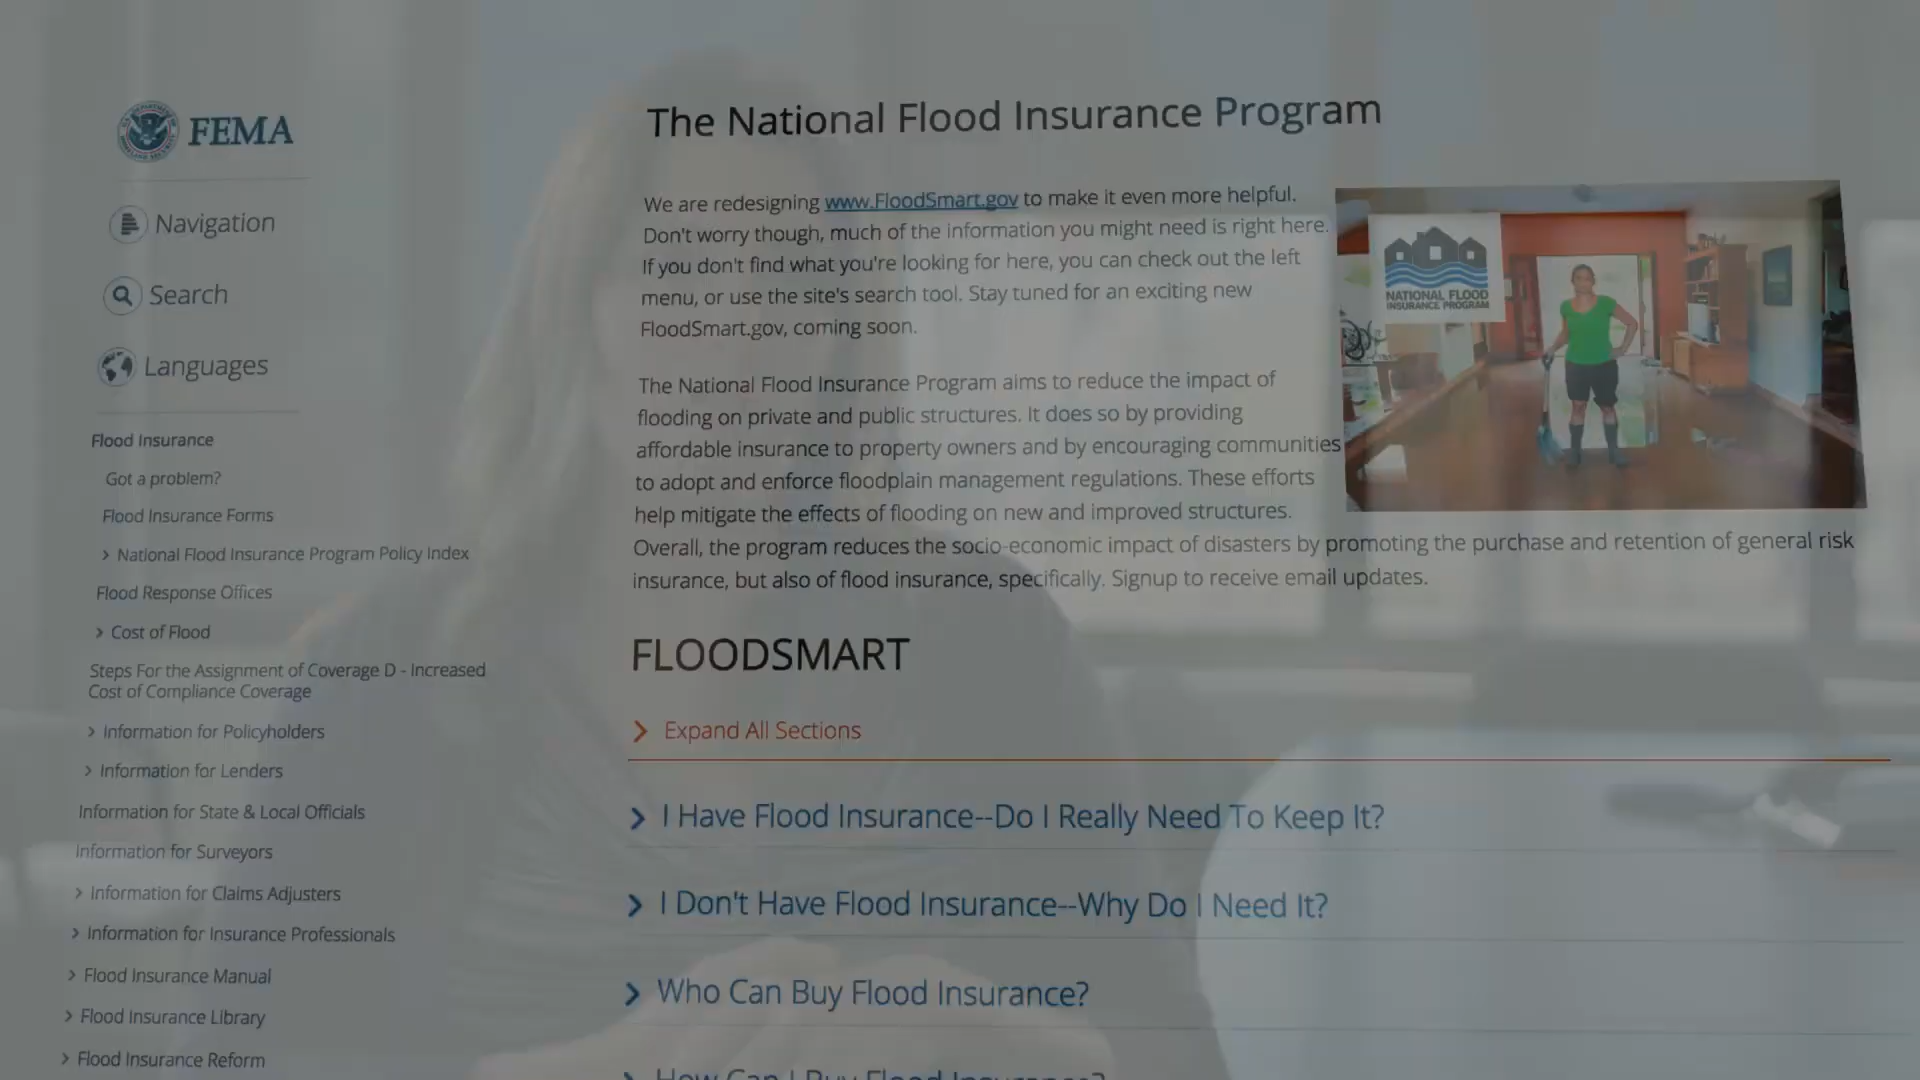 FEMA
Navigation
Search
Languages
Flood Insurance
Got a problem?
Flood Insurance Forms
National Flood Insurance Program Policy Index
Flood Response Offices
Cost of Flood
Steps For the Assignment of Coverage D - Increased
Cost of Compliance Coverage
Information for Policyholders
Information for Lenders
Information for State & Local Officials
Information for Surveyors
Information for Claims Adjusters
Information for Insurance Professionals
Flood Insurance Manual
Flood Insurance Library
Flood Insurance Reform
The National Flood Insurance Program
We are redesigning www.FloodSmart.gov to make it even more helpful.
Don't worry though, much of the information you might need is right here.
If you don't find what you're looking for here, you can check out the left
menu, or use the site's search tool. Stay tuned for an exciting new
FloodSmart.gov, coming soon.
NATIONAL FLOOD
INSURANCE PROGRAM
The National Flood Insurance Program aims to reduce the impact of
flooding on private and public structures. It does so by providing
affordable insurance to property owners and by encouraging communities
to adopt and enforce floodplain management regulations. These efforts
help mitigate the effects of flooding on new and improved structures.
Overall, the program reduces the socio-economic impact of disasters by promoting the purchase and retention of general risk
insurance, but also of flood insurance, specifically. Signup to receive email updates.
FLOODSMART
Expand All Sections
I Have Flood Insurance--Do I Really Need To Keep It?
I Don't Have Flood Insurance--Why Do I Need It?
Who Can Buy Flood Insurance?
How Can I Buy Flood Insurance?